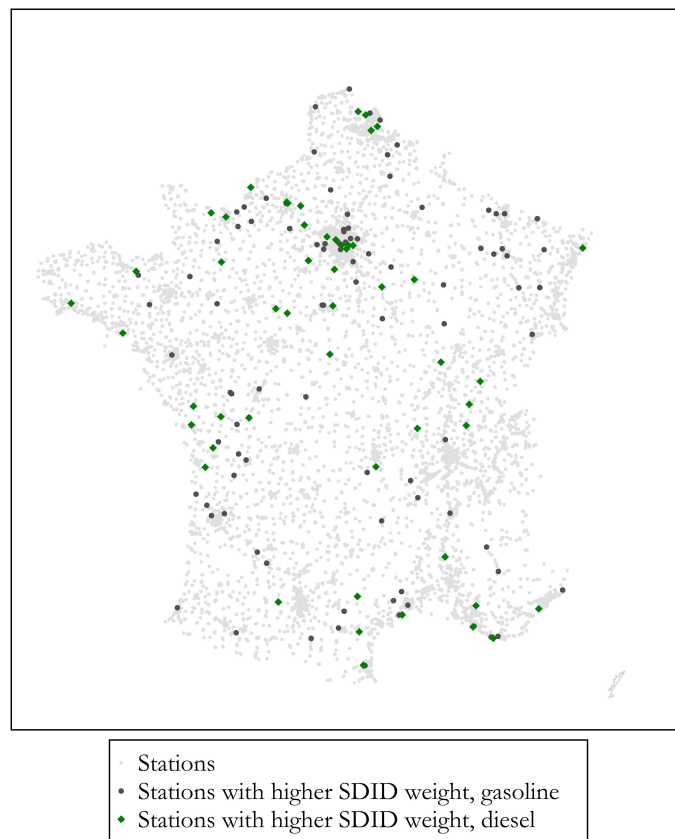 Stations
Stations with higher SDID weight, gasoline
Stations with higher SDID weight, diesel